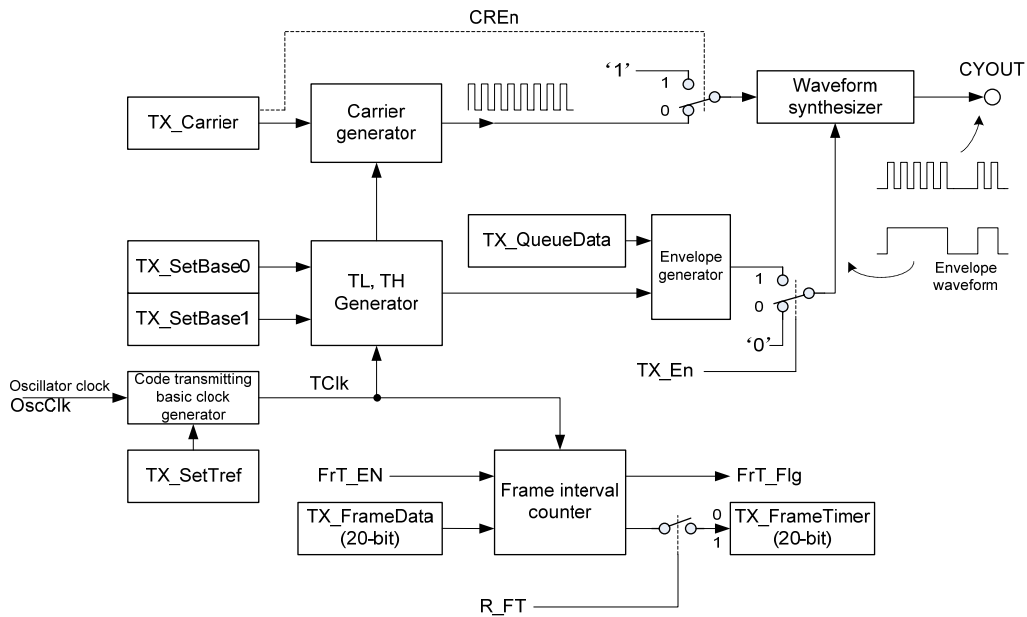 CREn
‘1’
1
0
Waveform
synthesizer
CYOUT
TX_Carrier
Carrier
generator
TX_QueueData
TX_SetBase0
TX_SetBase1
TL, TH
Generator
Envelope
generator
1
0
‘0’
Envelope
waveform
TX_En
Oscillator clock
OscClk
Code transmitting
basic clock
generator
TClk
TX_SetTref
FrT_EN
Frame interval
counter
FrT_Flg
TX_FrameData
(20-bit)
0
1
TX_FrameTimer
(20-bit)
R_FT